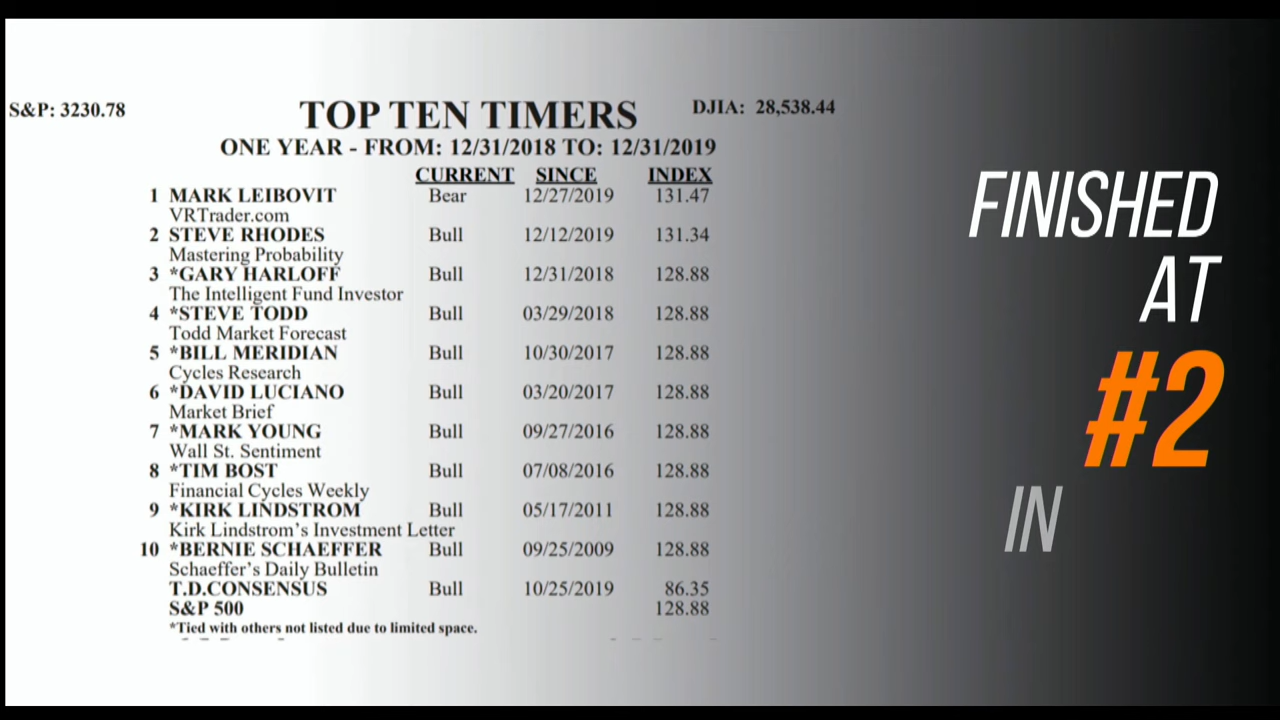 S&P: 3230.78
TOP TEN TIMERS
DJIA: 28,538.44
ONE YEAR - FROM: 12/31/2018 TO: 12/31/2019
CURRENT SINCE INDEX
1 MARK LEIBOVIT Bear 12/27/2019 131.47
VRTrader.com
2 STEVE RHODES Bull 12/12/2019 131.34
Mastering Probability
3 *GARY HARLOFF Bull 12/31/2018 128.88
The Intelligent Fund Investor
4 *STEVE TODD Bull 03/29/2018 128.88
Todd Market Forecast
5 *BILL MERIDIAN Bull 10/30/2017 128.88
Cycles Research
6 *DAVID LUCIANO Bull 03/20/2017 128.88
Market Brief
7 *MARK YOUNG Bull 09/27/2016 128.88
Wall St. Sentiment
8 *TIM BOST Bull 07/08/2016 128.88
Financial Cycles Weekly
9 *KIRK LINDSTROM Bull 05/17/2011 128.88
Kirk Lindstrom's Investment Letter
10 *BERNIE SCHAEFFER Bull 09/25/2009 128.88
Schaeffer's Daily Bulletin
T.D.CONSENSUS Bull 10/25/2019 86.35
S&P 500 128.88
*Tied with others not listed due to limited space.
FINISHED
AT
#2
IN